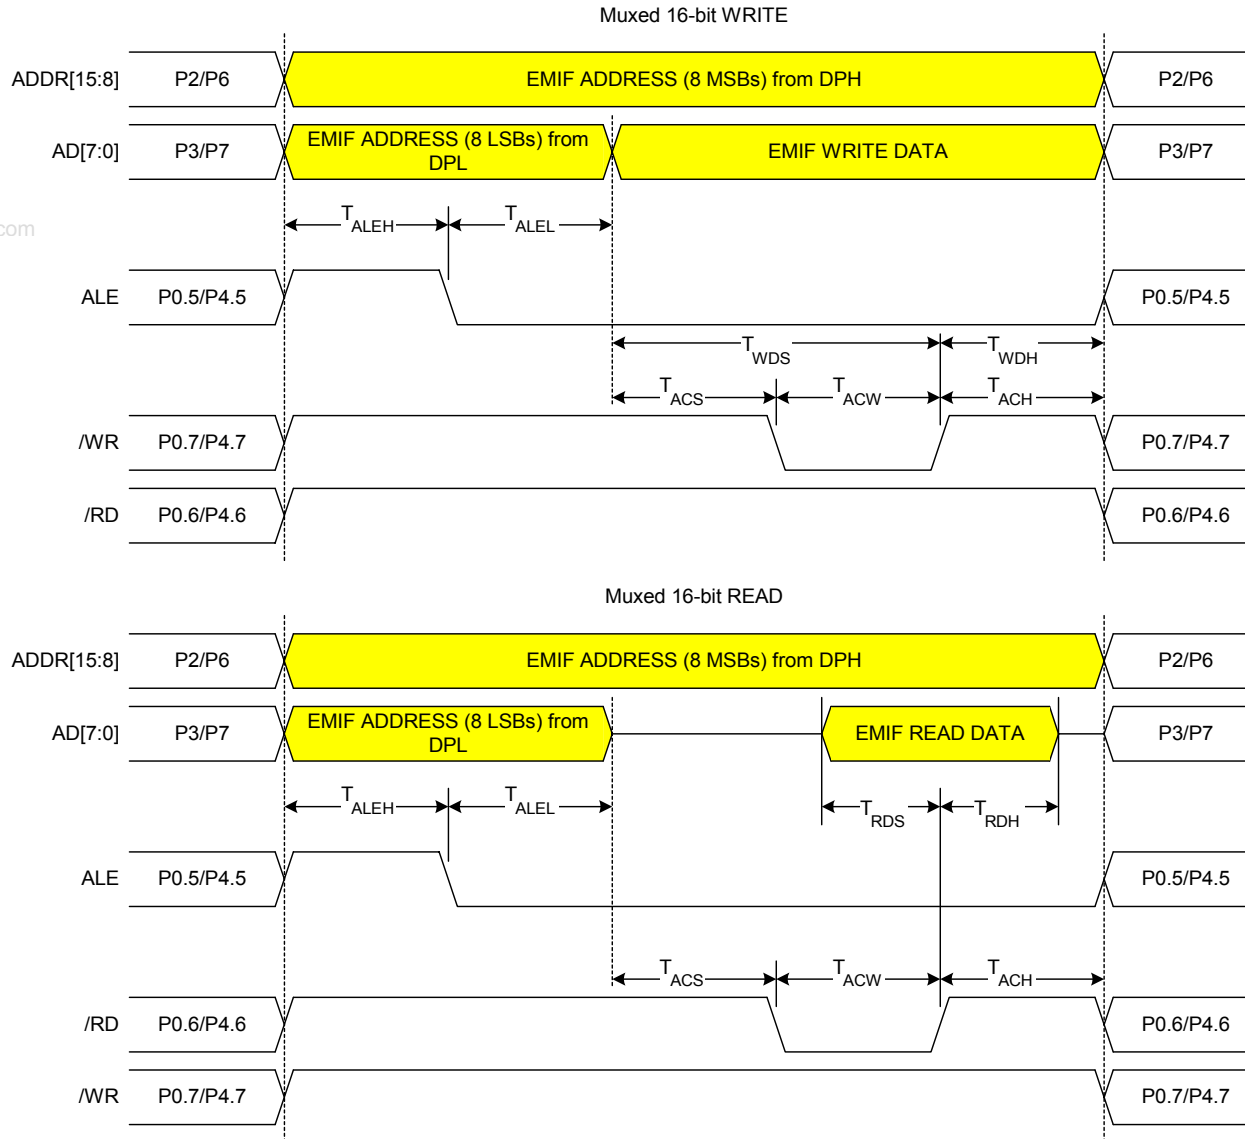 Muxed 16-bit WRITE
ADDR[15:8] P2/P6 EMIF ADDRESS (8 MSBs) from DPH P2/P6
AD[7:0] P3/P7 EMIF ADDRESS (8 LSBs) from DPL EMIF WRITE DATA P3/P7
com
TALEH TALEL
ALE P0.5/P4.5 P0.5/P4.5
TWDS TWDH
TACS TACW TACH
/WR P0.7/P4.7 P0.7/P4.7
/RD P0.6/P4.6 P0.6/P4.6
Muxed 16-bit READ
ADDR[15:8] P2/P6 EMIF ADDRESS (8 MSBs) from DPH P2/P6
AD[7:0] P3/P7 EMIF ADDRESS (8 LSBs) from DPL EMIF READ DATA P3/P7
TALEH TALEL TRDS TRDH
ALE P0.5/P4.5 P0.5/P4.5
TACS TACW TACH
/RD P0.6/P4.6 P0.6/P4.6
/WR P0.7/P4.7 P0.7/P4.7